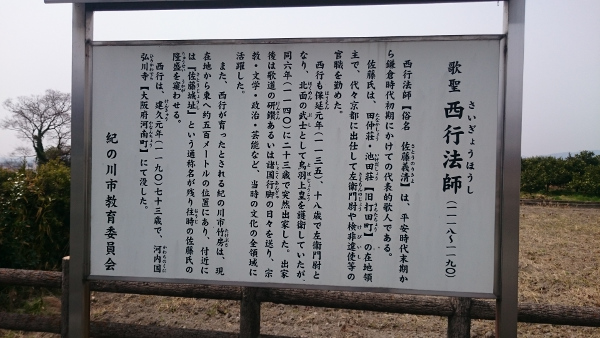 歌聖 西行法師（一一一八～一一九〇）
さいぎょうほうし
西行法師【俗名 佐藤義清】は、平安時代末期か
ら鎌倉時代初期にかけての代表的歌人である。
佐藤氏は、田仲荘・池田荘【旧打田町】の在地領
主で、代々京都に出仕して左衛門尉や検非違使等の
官職を勤めた。
西行も保延元年（一一三五）、十八歳で左衛門尉と
なり、北面の武士として鳥羽上皇を護衛していたが、
同六年（一一四〇）に二十三歳で突然出家した。出家
後は歌道の研鑽あるいは諸国行脚の日々を送り、宗
教・文学・政治・芸能など、当時の文化の全領域に
活躍した。
また、西行が育ったとされる紀の川市竹房は、現
在地から東へ約五百メートルの位置にあり、付近に
は『佐藤城址』という通称名が残り往時の佐藤氏の
隆盛を窺わせる。
西行は、建久元年（一一九〇）七十三歳で、河内国
弘川寺【大阪府河南町】にて没した。
紀の川市教育委員会